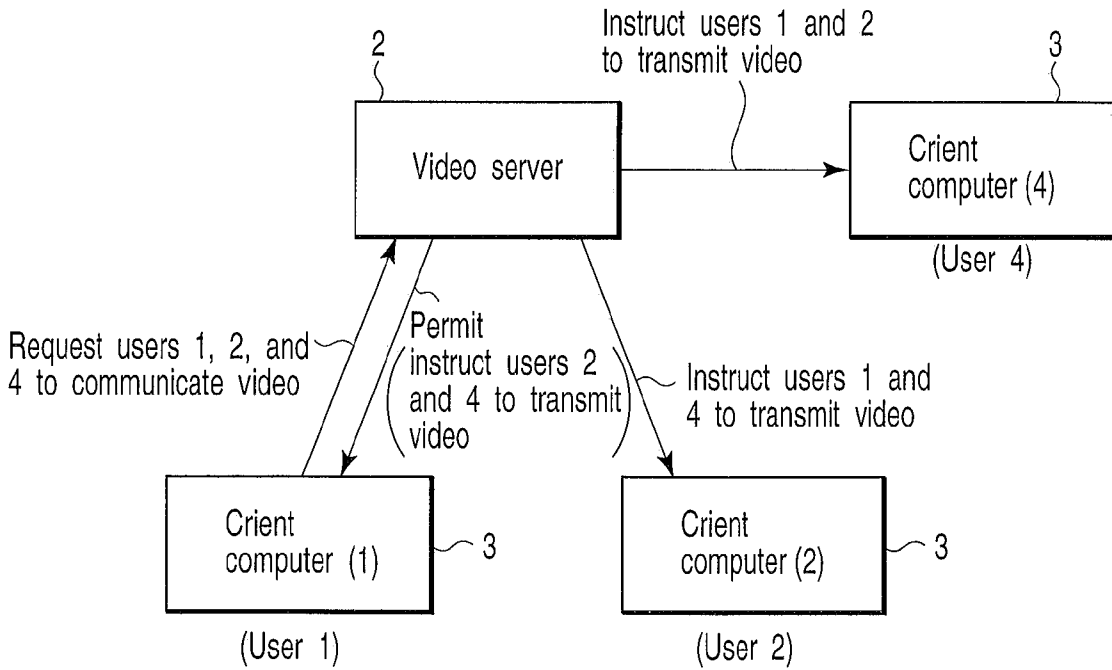 Instruct users 1 and 2
to transmit video
2
3
Video server
Crient
computer (4)
(User 4)
Request users 1, 2, and
4 to communicate video
Permit
(instruct users 2
and 4 to transmit
video)
Instruct users 1 and
4 to transmit video
Crient
computer (1)
3
(User 1)
Crient
computer (2)
3
(User 2)